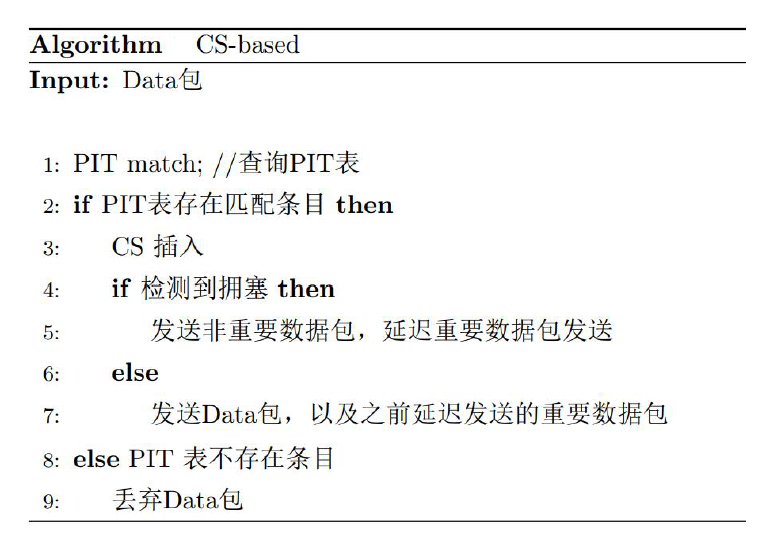 Algorithm CS-based
Input: Data包
1: PIT match; //查询PIT表
2: if PIT表存在匹配条目 then
3: CS 插入
4: if 检测到拥塞 then
5: 发送非重要数据包，延迟重要数据包发送
6: else
7: 发送Data包，以及之前延迟发送的重要数据包
8: else PIT 表不存在条目
9: 丢弃Data包